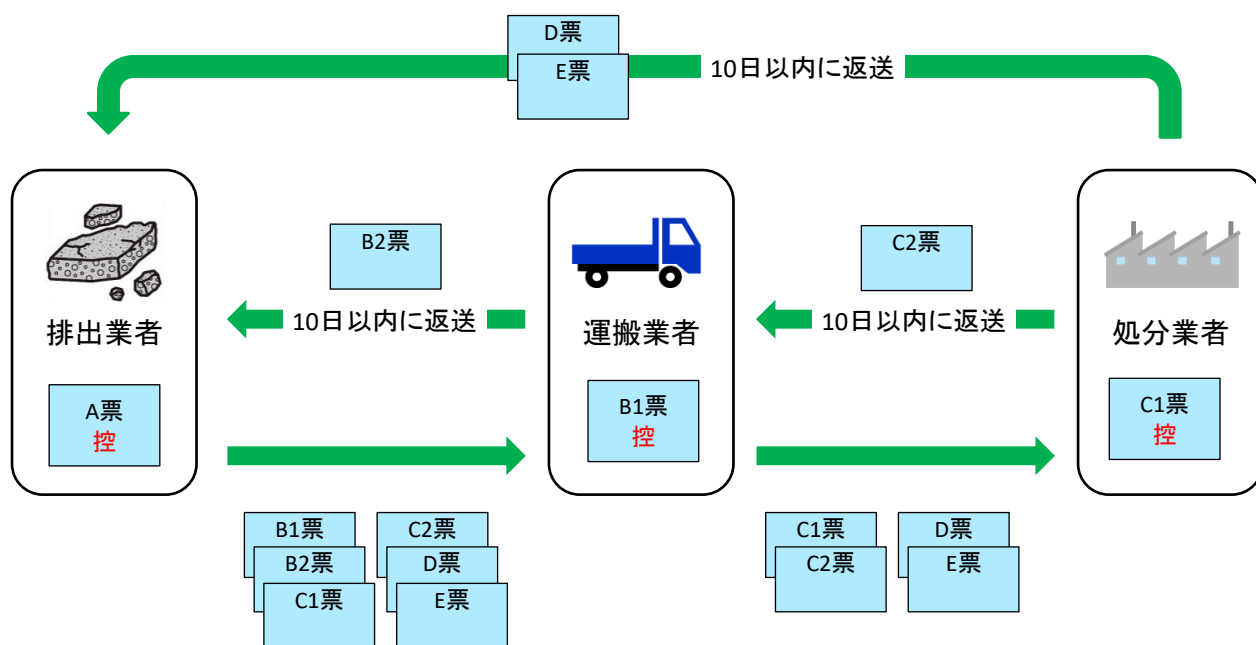 D票
E票
10日以内に返送
B2票
C2票
10日以内に返送
10日以内に返送
排出業者
運搬業者
処分業者
A票
控
B1票
控
C1票
控
B1票
B2票
C1票
C2票
D票
E票
C1票
C2票
D票
E票